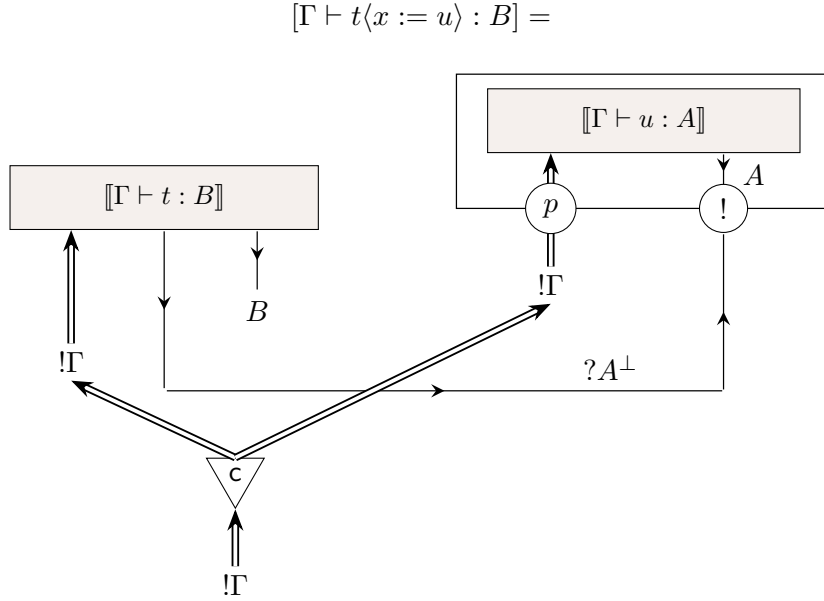 [Γ ⊢ t⟨x := u⟩ : B] =
⟦Γ ⊢ u : A⟧
A
⟦Γ ⊢ t : B⟧
p
!
!Γ
B
!Γ
?A⊥
c
!Γ